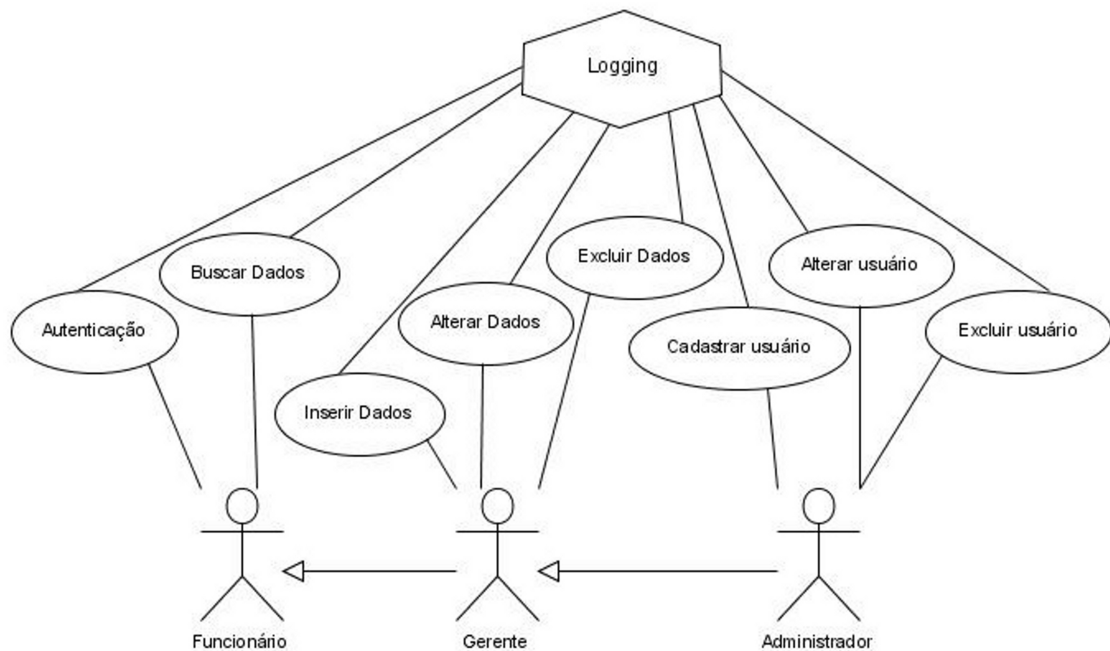 Logging
Excluir Dados
Alterar usuário
Buscar Dados
Alterar Dados
Autenticação
Excluir usuário
Cadastrar usuário
Inserir Dados
Funcionário
Gerente
Administrador